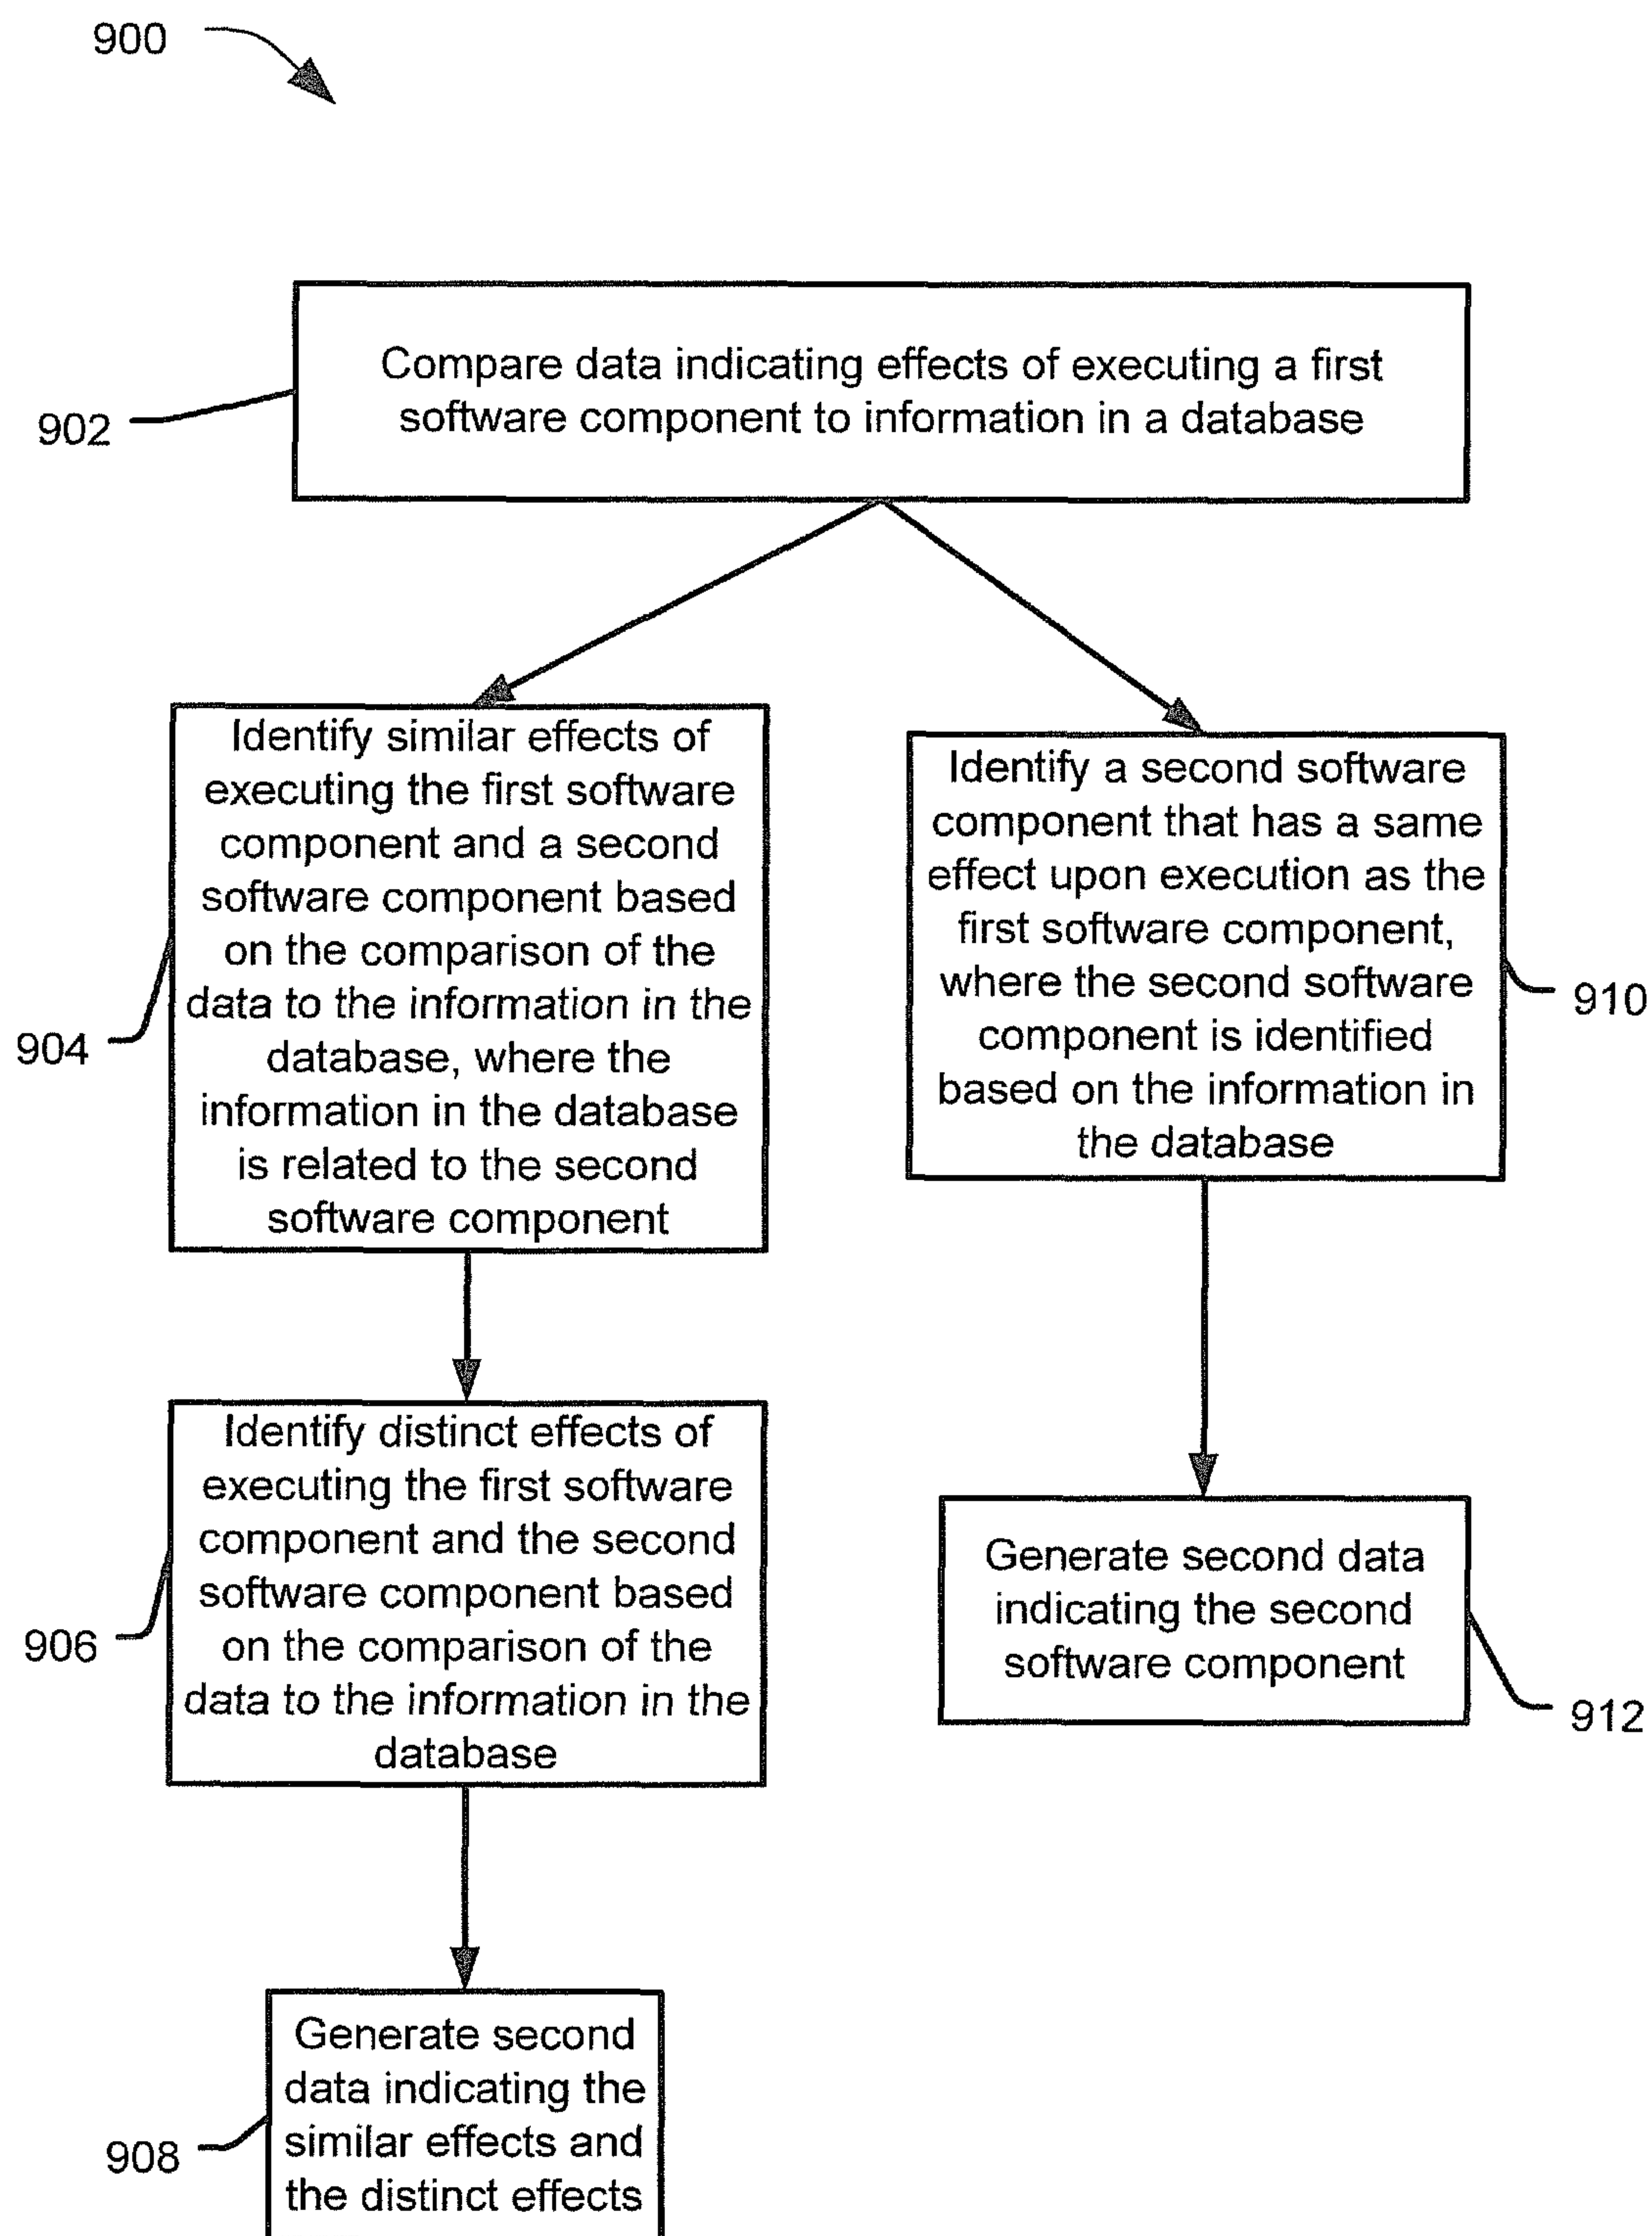 900
Compare data indicating effects of executing a first
software component to information in a database
902
Identify similar effects of
executing the first software
component and a second
software component based
on the comparison of the
data to the information in the
database, where the
information in the database
is related to the second
software component
904
Identify a second software
component that has a same
effect upon execution as the
first software component,
where the second software
component is identified
based on the information in
the database
910
Identify distinct effects of
executing the first software
component and the second
software component based
on the comparison of the
data to the information in the
database
906
Generate second data
indicating the second
software component
912
Generate second
data indicating the
similar effects and
the distinct effects
908